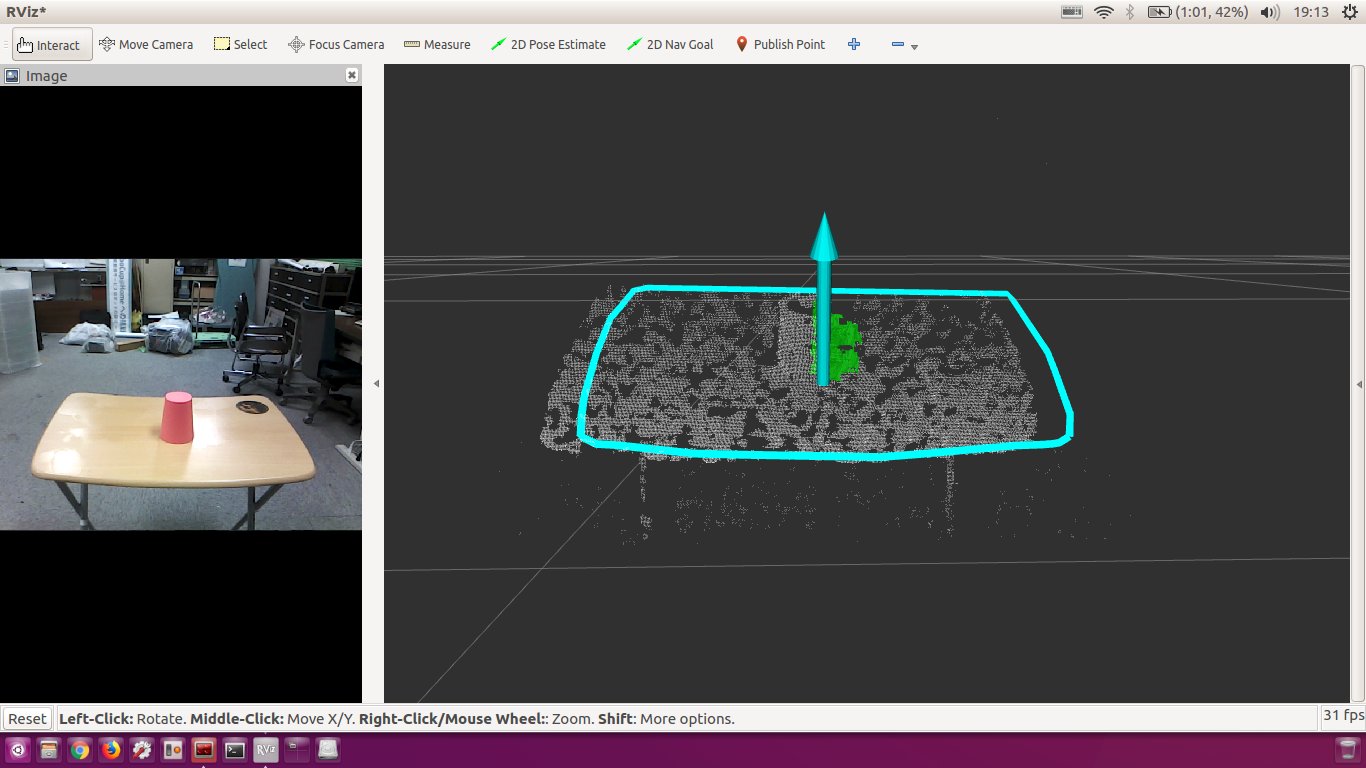 RViz*
(1:01, 42%)
19:13
Interact
Move Camera
Select
Focus Camera
Measure
2D Pose Estimate
2D Nav Goal
Publish Point
Image
Reset
Left-Click: Rotate. Middle-Click: Move X/Y. Right-Click/Mouse Wheel:: Zoom. Shift: More options.
31 fps
RViz